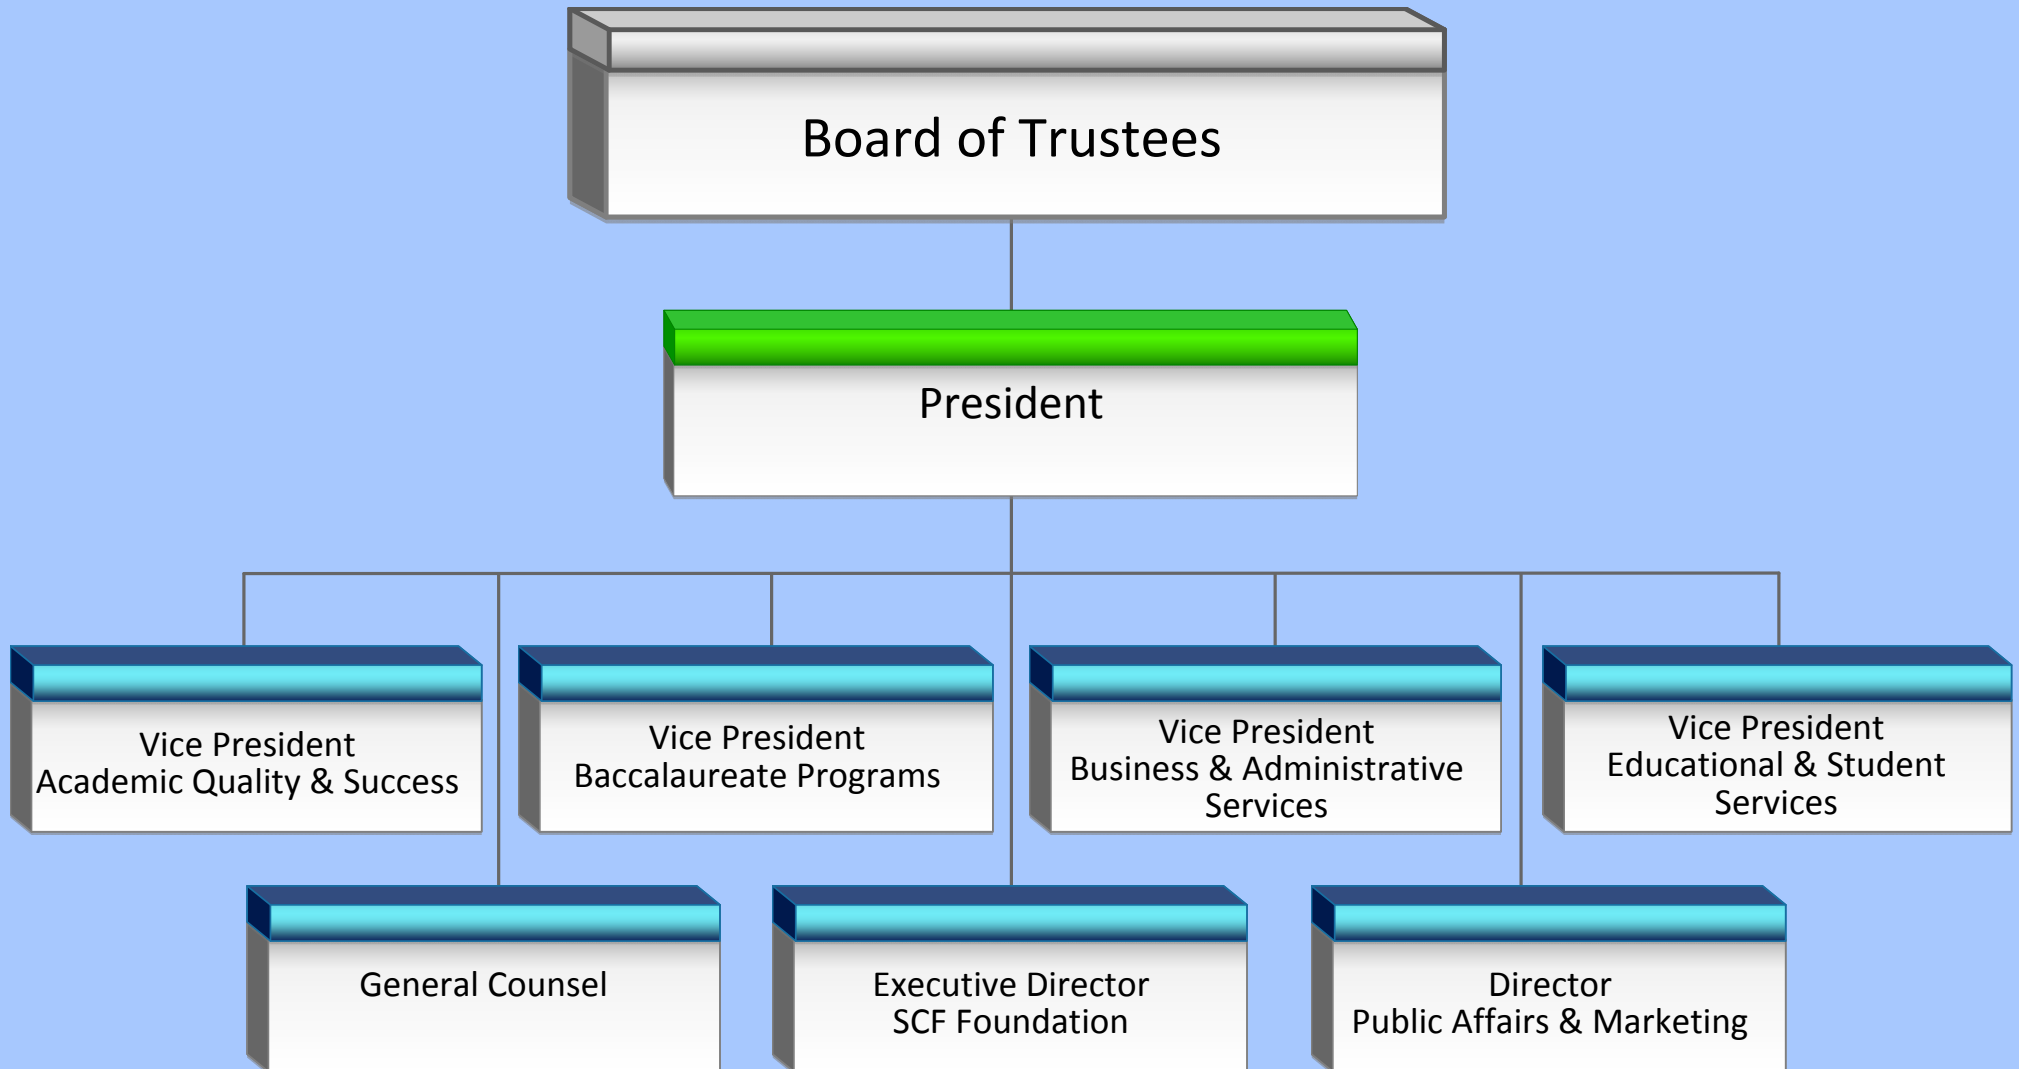 Board of Trustees
President
Vice President
Academic Quality & Success
Vice President
Baccalaureate Programs
Vice President
Business & Administrative
Services
Vice President
Educational & Student
Services
General Counsel
Executive Director
SCF Foundation
Director
Public Affairs & Marketing